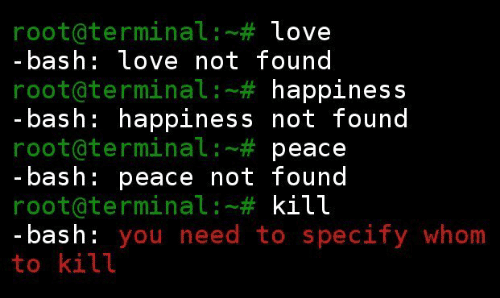 root@terminal:~# love
-bash: love not found
root@terminal:~# happiness
-bash: happiness not found
root@terminal:~# peace
-bash: peace not found
root@terminal:~# kill
-bash: you need to specify whom
to kill